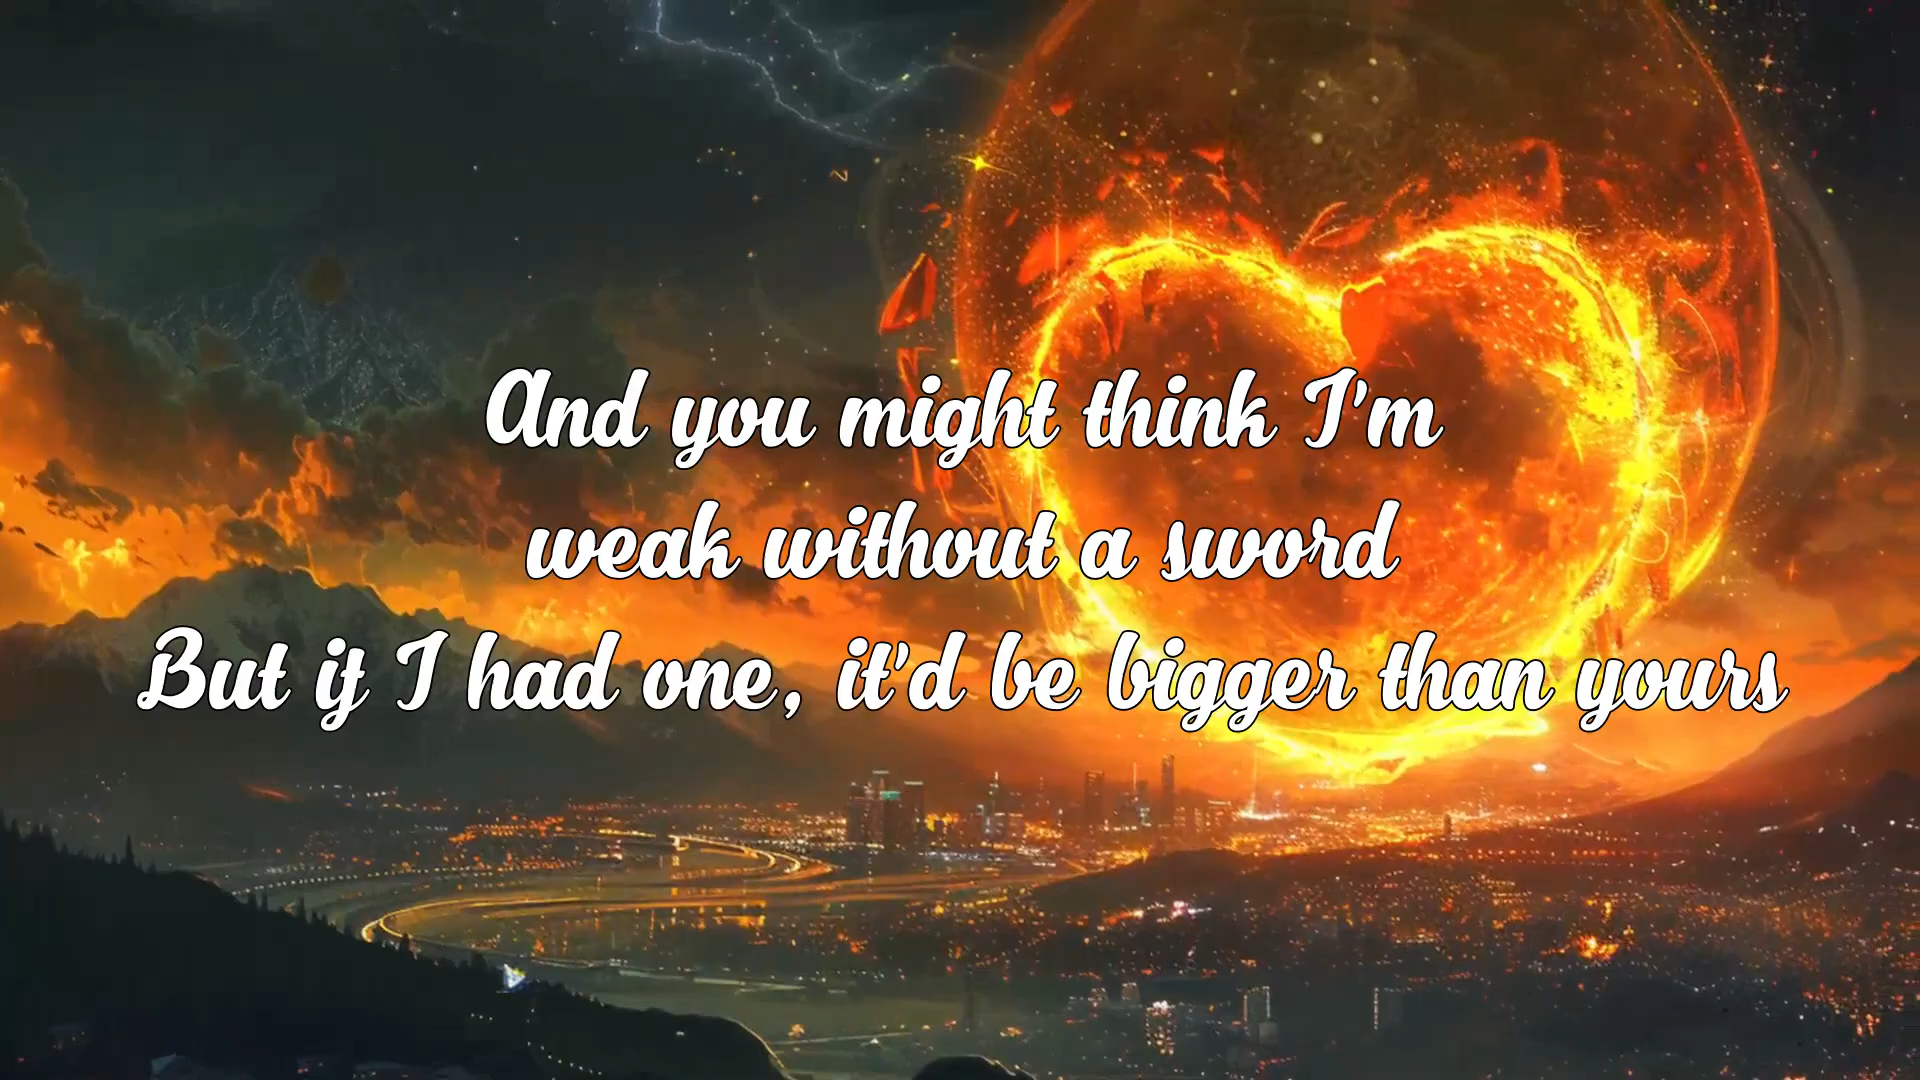 And you might think I'm
weak without a sword
But if I had one, it'd be bigger than yours